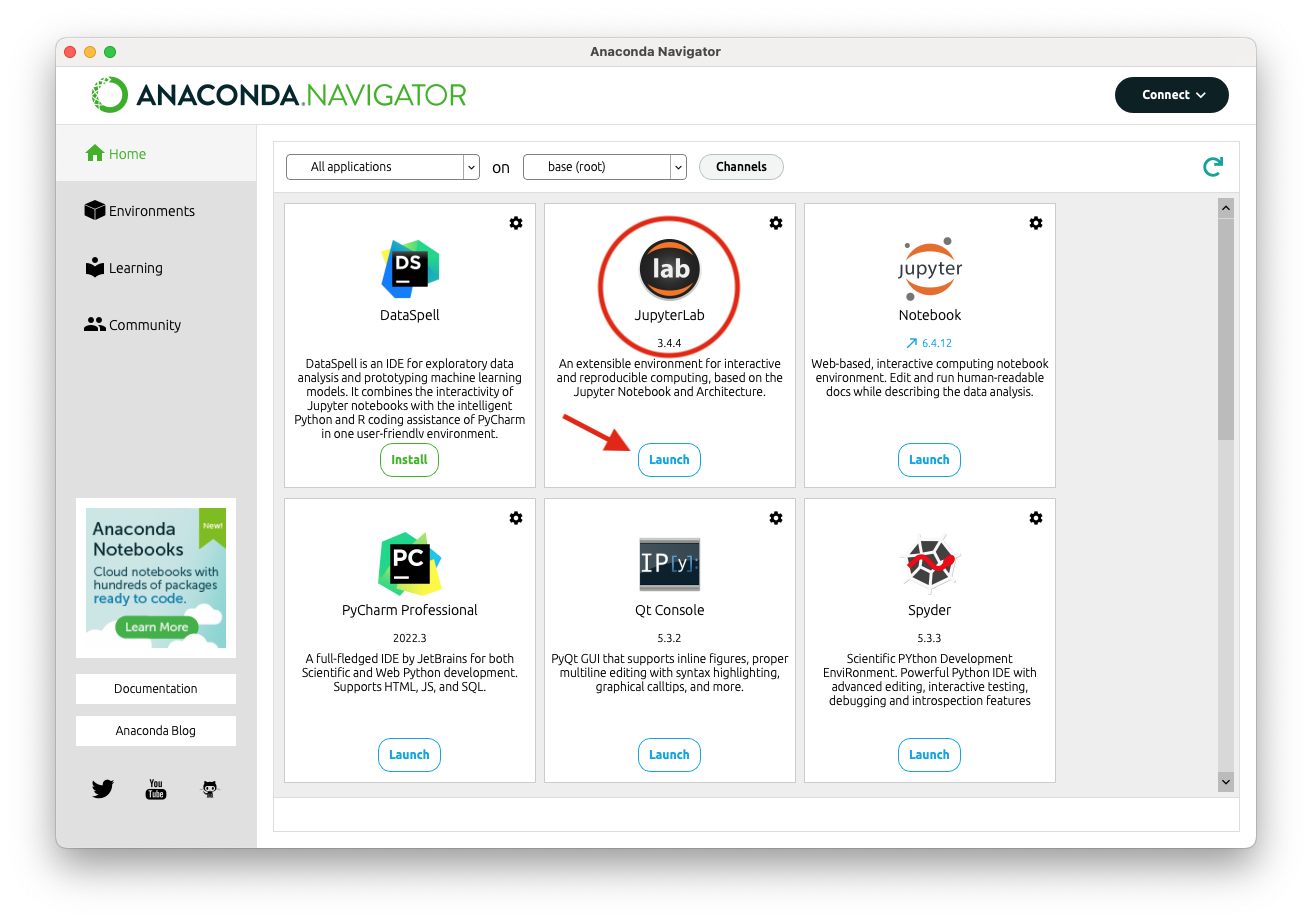 Anaconda Navigator
ANACONDA.NAVIGATOR
Connect
Home
Environments
Learning
Community
Anaconda
Notebooks
New!
Cloud notebooks with
hundreds of packages
ready to code.
Learn More
Documentation
Anaconda Blog
You
Tube
All applications
on
base (root)
Channels
DS
DataSpell
DataSpell is an IDE for exploratory data
analysis and prototyping machine learning
models. It combines the interactivity of
Jupyter notebooks with the intelligent
Python and R coding assistance of PyCharm
in one user-friendly environment.
Install
lab
JupyterLab
3.4.4
An extensible environment for interactive
and reproducible computing, based on the
Jupyter Notebook and Architecture.
Launch
jupyter
Notebook
6.4.12
Web-based, interactive computing notebook
environment. Edit and run human-readable
docs while describing the data analysis.
Launch
PC
PyCharm Professional
2022.3
A full-fledged IDE by JetBrains for both
Scientific and Web Python development.
Supports HTML, JS, and SQL.
Launch
IP[y]:
Qt Console
5.3.2
PyQt GUI that supports inline figures, proper
multiline editing with syntax highlighting,
graphical calltips, and more.
Launch
Spyder
5.3.3
Scientific PYthon Development
EnviRonment. Powerful Python IDE with
advanced editing, interactive testing,
debugging and introspection features
Launch